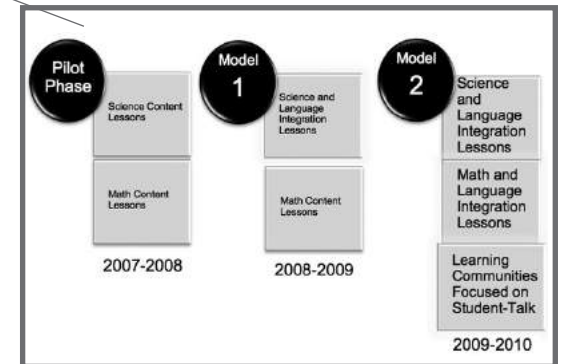 Pilot
Phase
Science Content
Lessons
Math Content
Lessons
2007-2008
Model
1
Science and
Language
Integration
Lessons
Math Content
Lessons
2008-2009
Model
2
Science
and
Language
Integration
Lessons
Math and
Language
Integration
Lessons
Learning
Communities
Focused on
Student-Talk
2009-2010